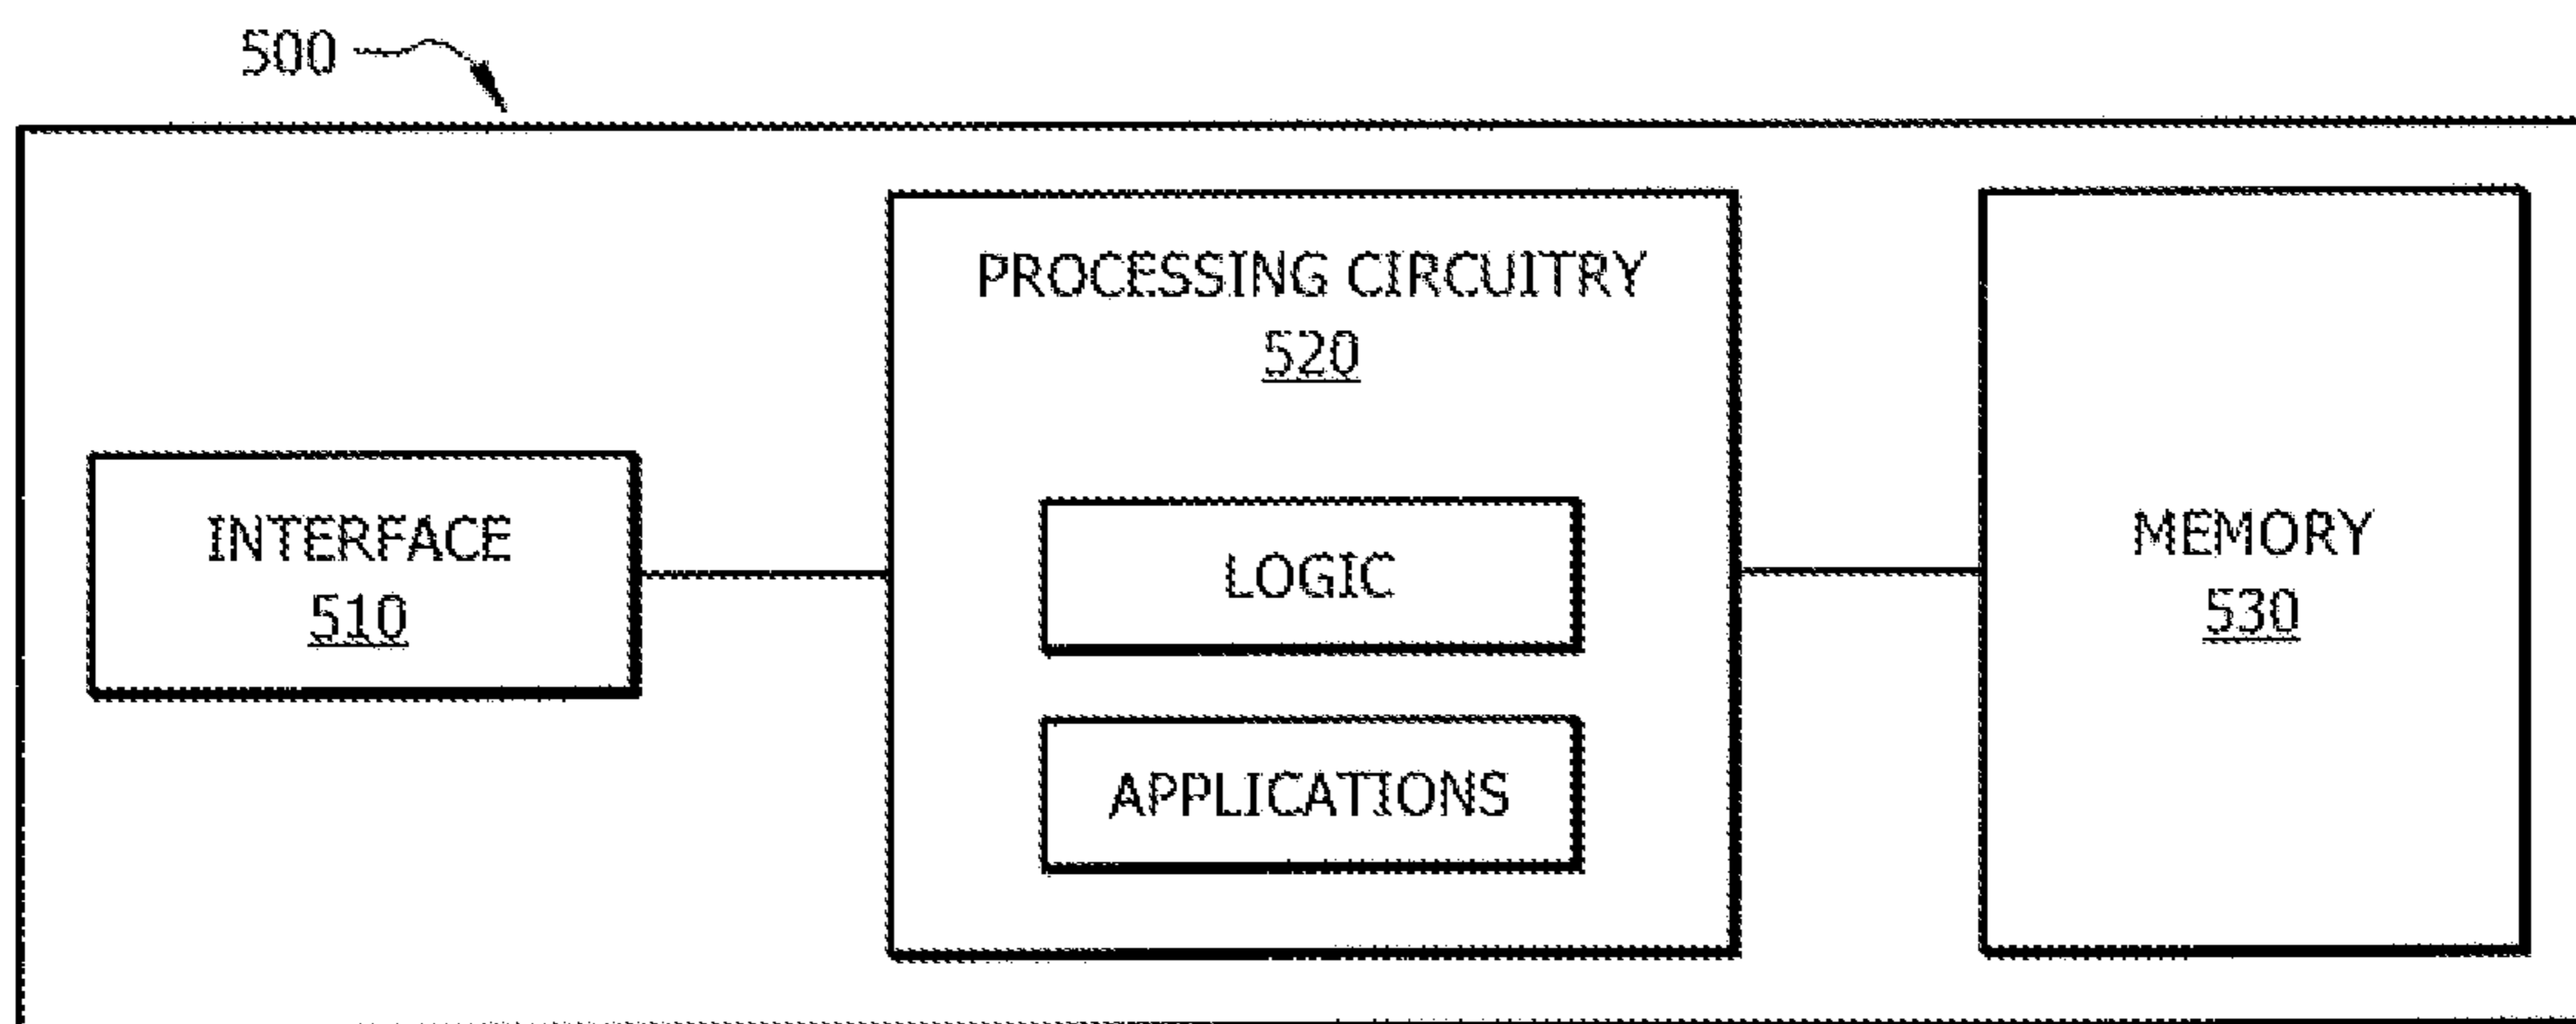 500
PROCESSING CIRCUITRY
520
INTERFACE
510
LOGIC
APPLICATIONS
MEMORY
530